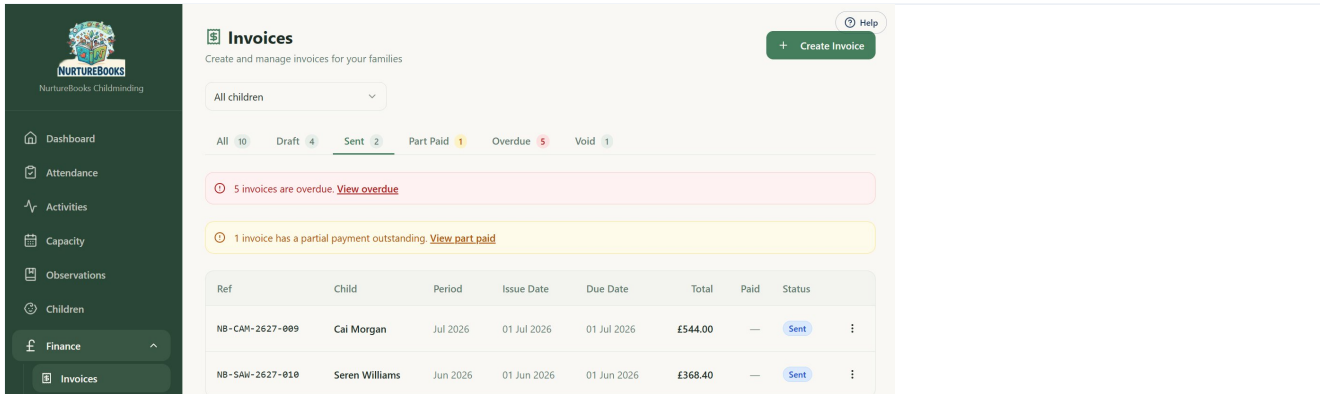 NURTUREBOOKS
NurtureBooks Childminding
Dashboard
Attendance
Activities
Capacity
Observations
Children
Finance
Invoices
Help
Invoices
Create and manage invoices for your families
+ Create Invoice
All children
All 10 Draft 4 Sent 2 Part Paid 1 Overdue 5 Void 1
5 invoices are overdue. View overdue
1 invoice has a partial payment outstanding. View part paid
Ref Child Period Issue Date Due Date Total Paid Status
NB-CAM-2627-009 Cai Morgan Jul 2026 01 Jul 2026 01 Jul 2026 £544.00 — Sent
NB-SAW-2627-010 Seren Williams Jun 2026 01 Jun 2026 01 Jun 2026 £368.40 — Sent